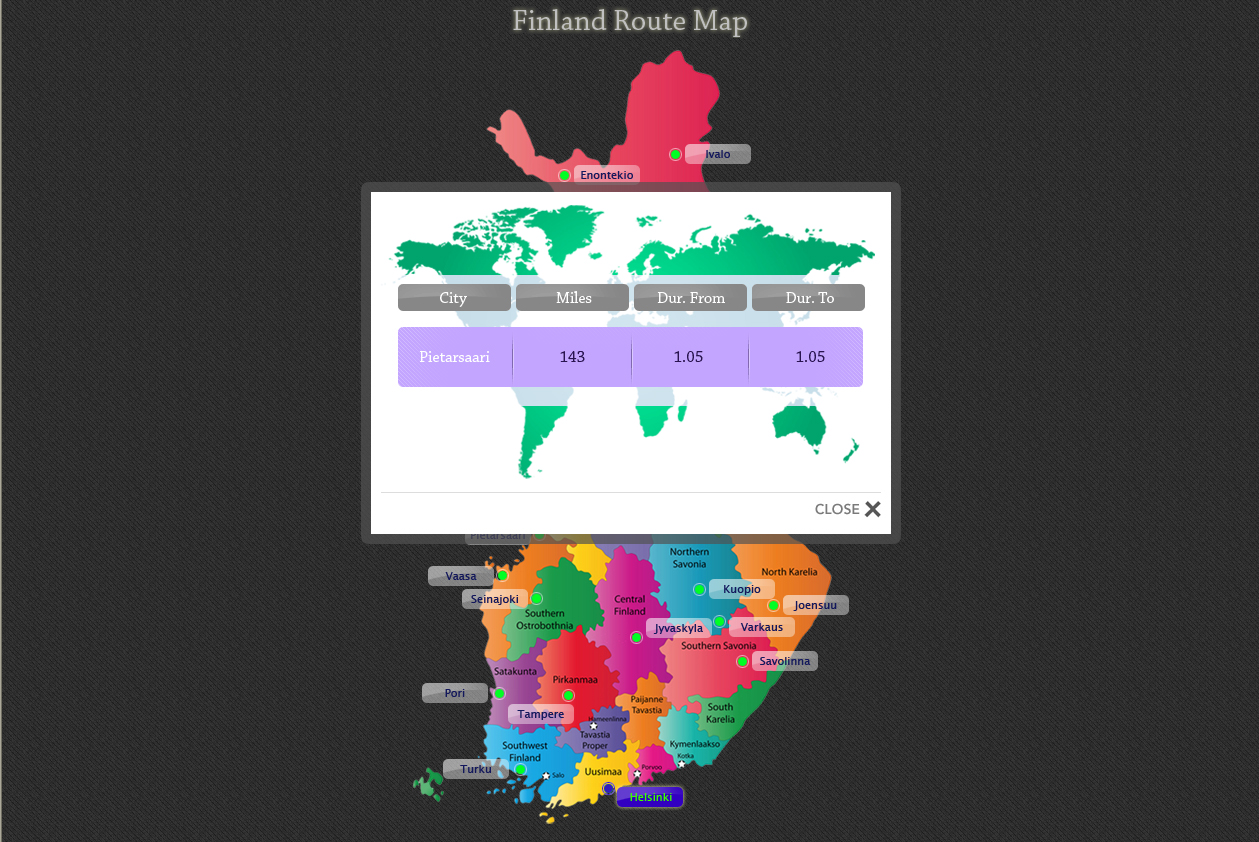 Finland Route Map
Ivalo
Enontekio
City Miles Dur. From Dur. To
Pietarsaari 143 1.05 1.05
CLOSE
Pietarsaari
Northern
Savonia
North Karelia
Vaasa
Kuopio
Seinajoki
Central
Finland
Joensuu
Southern
Ostrobothnia
Jyvaskyla
Varkaus
Southern Savonia
Savolinna
Satakunta
Pirkanmaa
Pori
Paijanne
Tavastia
South
Karelia
Tampere
Hameenlinna
Tavastia
Proper
Kymenlaakso
Southwest
Finland
Kotka
Turku
Salo
Uusimaa
Porvoo
Helsinki